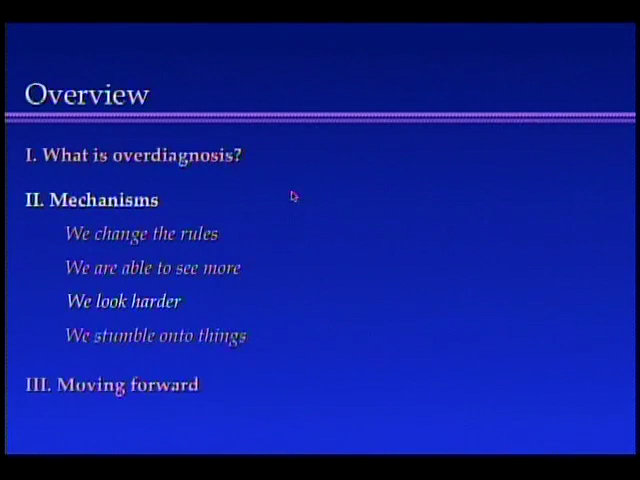 Overview
I. What is overdiagnosis?
II. Mechanisms
We change the rules
We are able to see more
We look harder
We stumble onto things
III. Moving forward